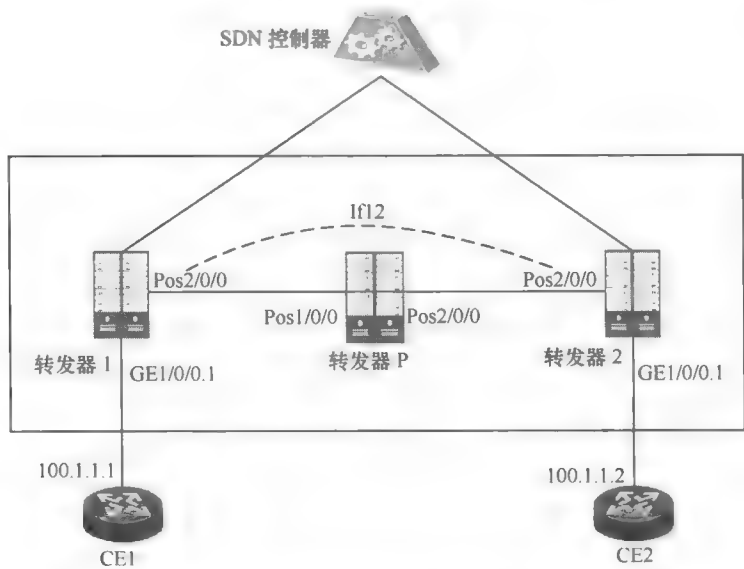 SDN 控制器
If12
Pos2/0/0
Pos2/0/0
Pos1/0/0
Pos2/0/0
转发器 1
转发器 P
转发器 2
GE1/0/0.1
GE1/0/0.1
100.1.1.1
100.1.1.2
CE1
CE2